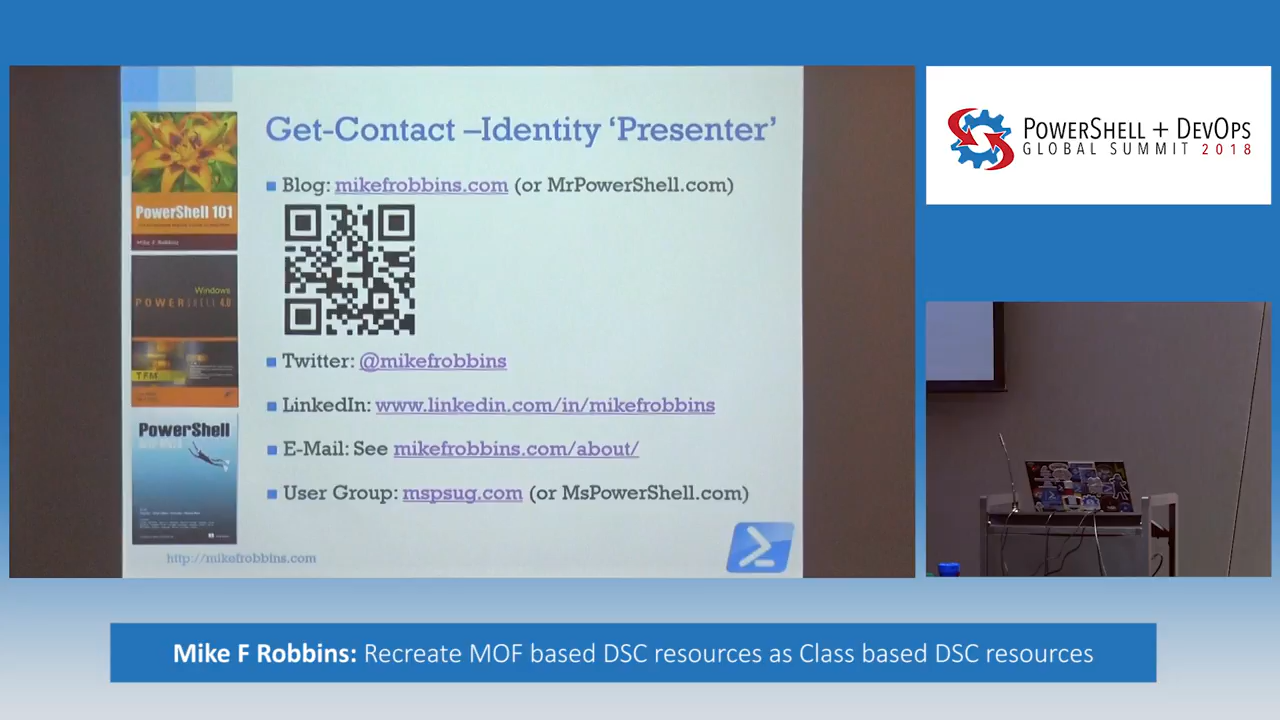 Get-Contact –Identity ‘Presenter’
Blog: mikefrobbins.com (or MrPowerShell.com)
Twitter: @mikefrobbins
LinkedIn: www.linkedin.com/in/mikefrobbins
E-Mail: See mikefrobbins.com/about/
User Group: mspsug.com (or MsPowerShell.com)
http://mikefrobbins.com
PowerShell 101
Mike F Robbins
Windows
POWERSHELL 4.0
TFM
PowerShell
POWERSHELL + DEVOPS
GLOBAL SUMMIT 2018
Mike F Robbins: Recreate MOF based DSC resources as Class based DSC resources